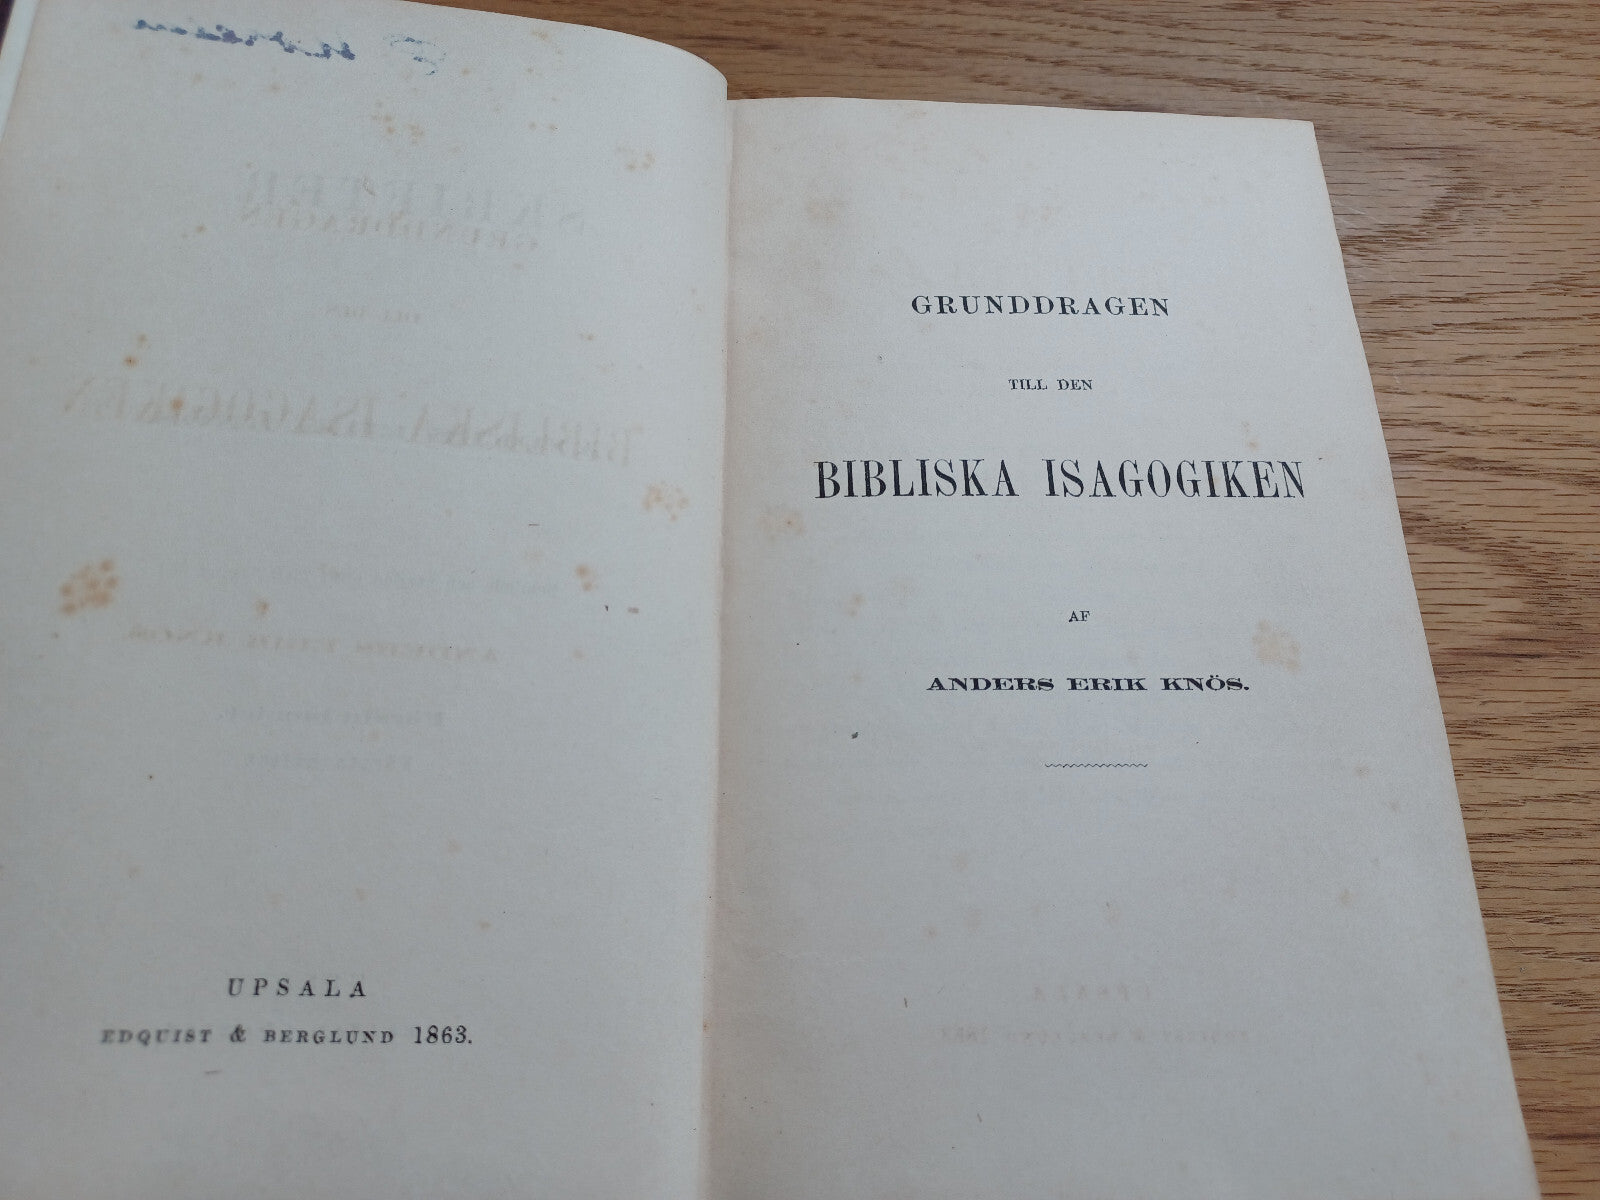 UPSALA
EDQUIST & BERGLUND 1863.
GRUNDDRAGEN
TILL DEN
BIBLISKA ISAGOGIKEN
AF
ANDERS ERIK KNÖS.